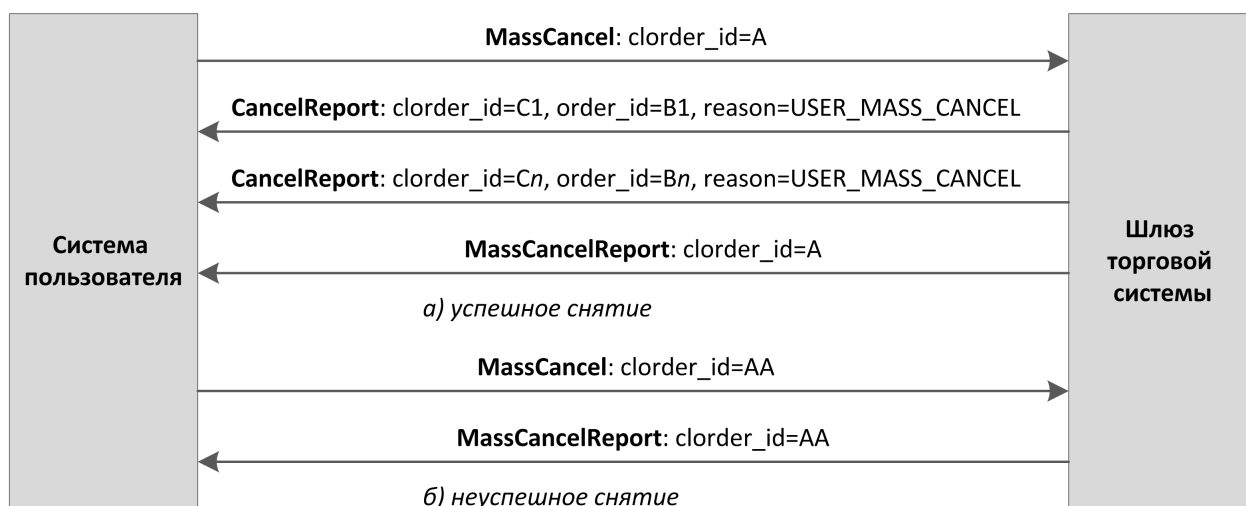 MassCancel: clorder_id=A
CancelReport: clorder_id=C1, order_id=B1, reason=USER_MASS_CANCEL
CancelReport: clorder_id=Cn, order_id=Bn, reason=USER_MASS_CANCEL
Система
пользователя
MassCancelReport: clorder_id=A
Шлюз
торговой
системы
а) успешное снятие
MassCancel: clorder_id=AA
MassCancelReport: clorder_id=AA
б) неуспешное снятие